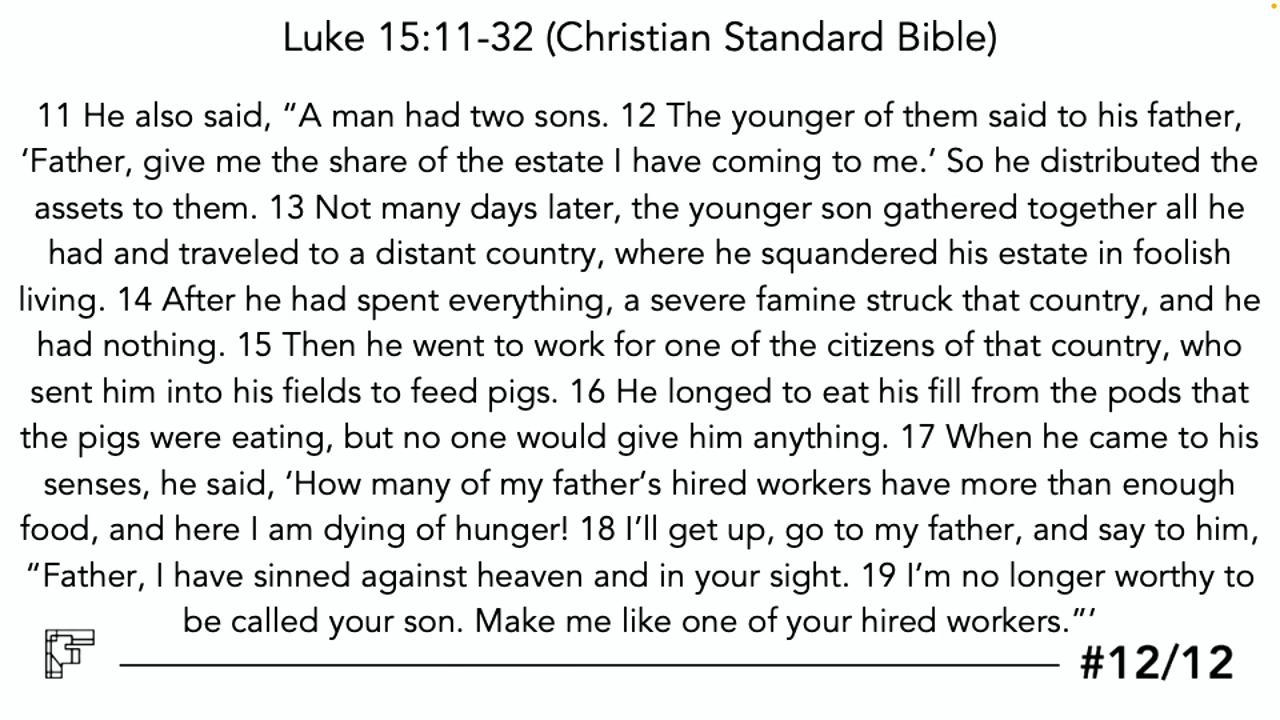 Luke 15:11-32 (Christian Standard Bible)
11 He also said, “A man had two sons. 12 The younger of them said to his father,
‘Father, give me the share of the estate I have coming to me.’ So he distributed the
assets to them. 13 Not many days later, the younger son gathered together all he
had and traveled to a distant country, where he squandered his estate in foolish
living. 14 After he had spent everything, a severe famine struck that country, and he
had nothing. 15 Then he went to work for one of the citizens of that country, who
sent him into his fields to feed pigs. 16 He longed to eat his fill from the pods that
the pigs were eating, but no one would give him anything. 17 When he came to his
senses, he said, ‘How many of my father’s hired workers have more than enough
food, and here I am dying of hunger! 18 I’ll get up, go to my father, and say to him,
“Father, I have sinned against heaven and in your sight. 19 I’m no longer worthy to
be called your son. Make me like one of your hired workers.”’
#12/12